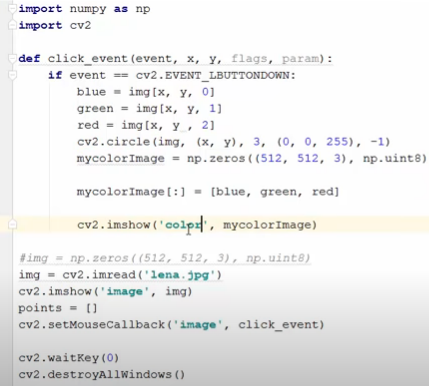 import numpy as np
import cv2
def click_event(event, x, y, flags, param):
if event == cv2.EVENT_LBUTTONDOWN:
blue = img[x, y, 0]
green = img[x, y, 1]
red = img[x, y , 2]
cv2.circle(img, (x, y), 3, (0, 0, 255), -1)
mycolorImage = np.zeros((512, 512, 3), np.uint8)
mycolorImage[:] = [blue, green, red]
cv2.imshow('color', mycolorImage)
#img = np.zeros((512, 512, 3), np.uint8)
img = cv2.imread('lena.jpg')
cv2.imshow('image', img)
points = []
cv2.setMouseCallback('image', click_event)
cv2.waitKey(0)
cv2.destroyAllWindows()